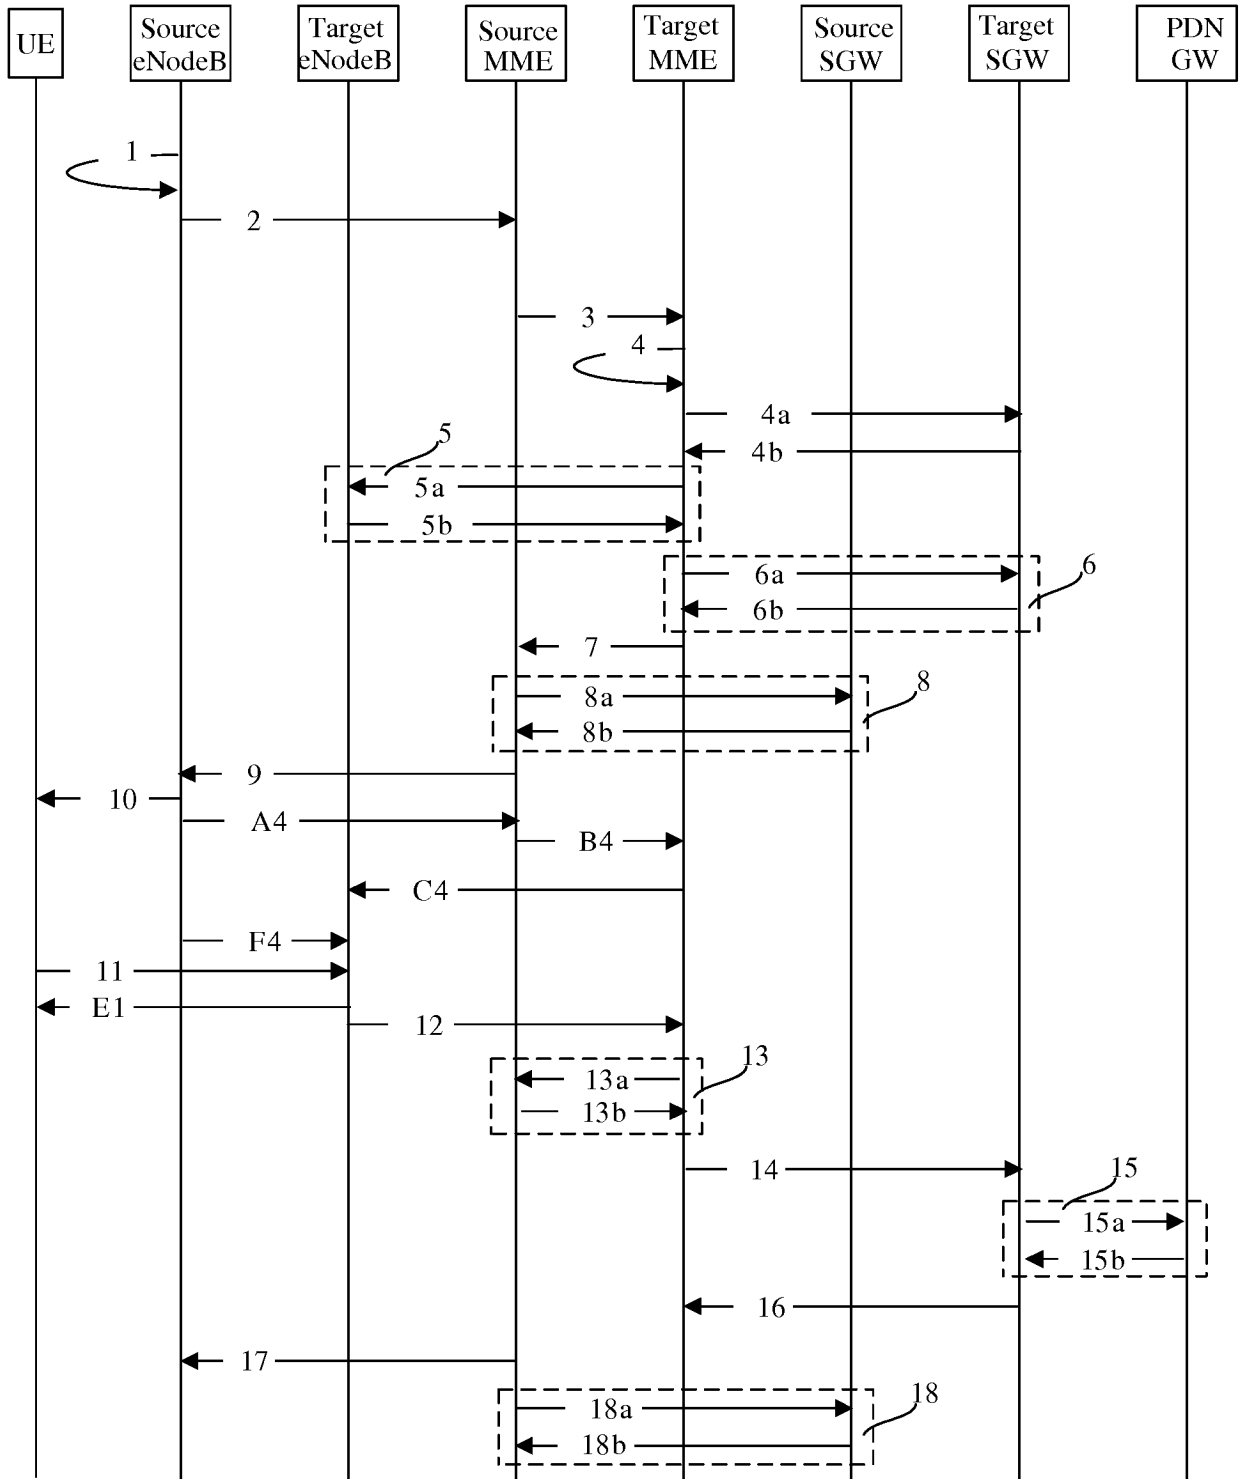 UE
Source
eNodeB
Target
eNodeB
Source
MME
Target
MME
Source
SGW
Target
SGW
PDN
GW
1
2
3
4
4a
4b
5
5a
5b
6
6a
6b
7
8
8a
8b
9
10
A4
B4
C4
F4
11
E1
12
13
13a
13b
14
15
15a
15b
16
17
18
18a
18b